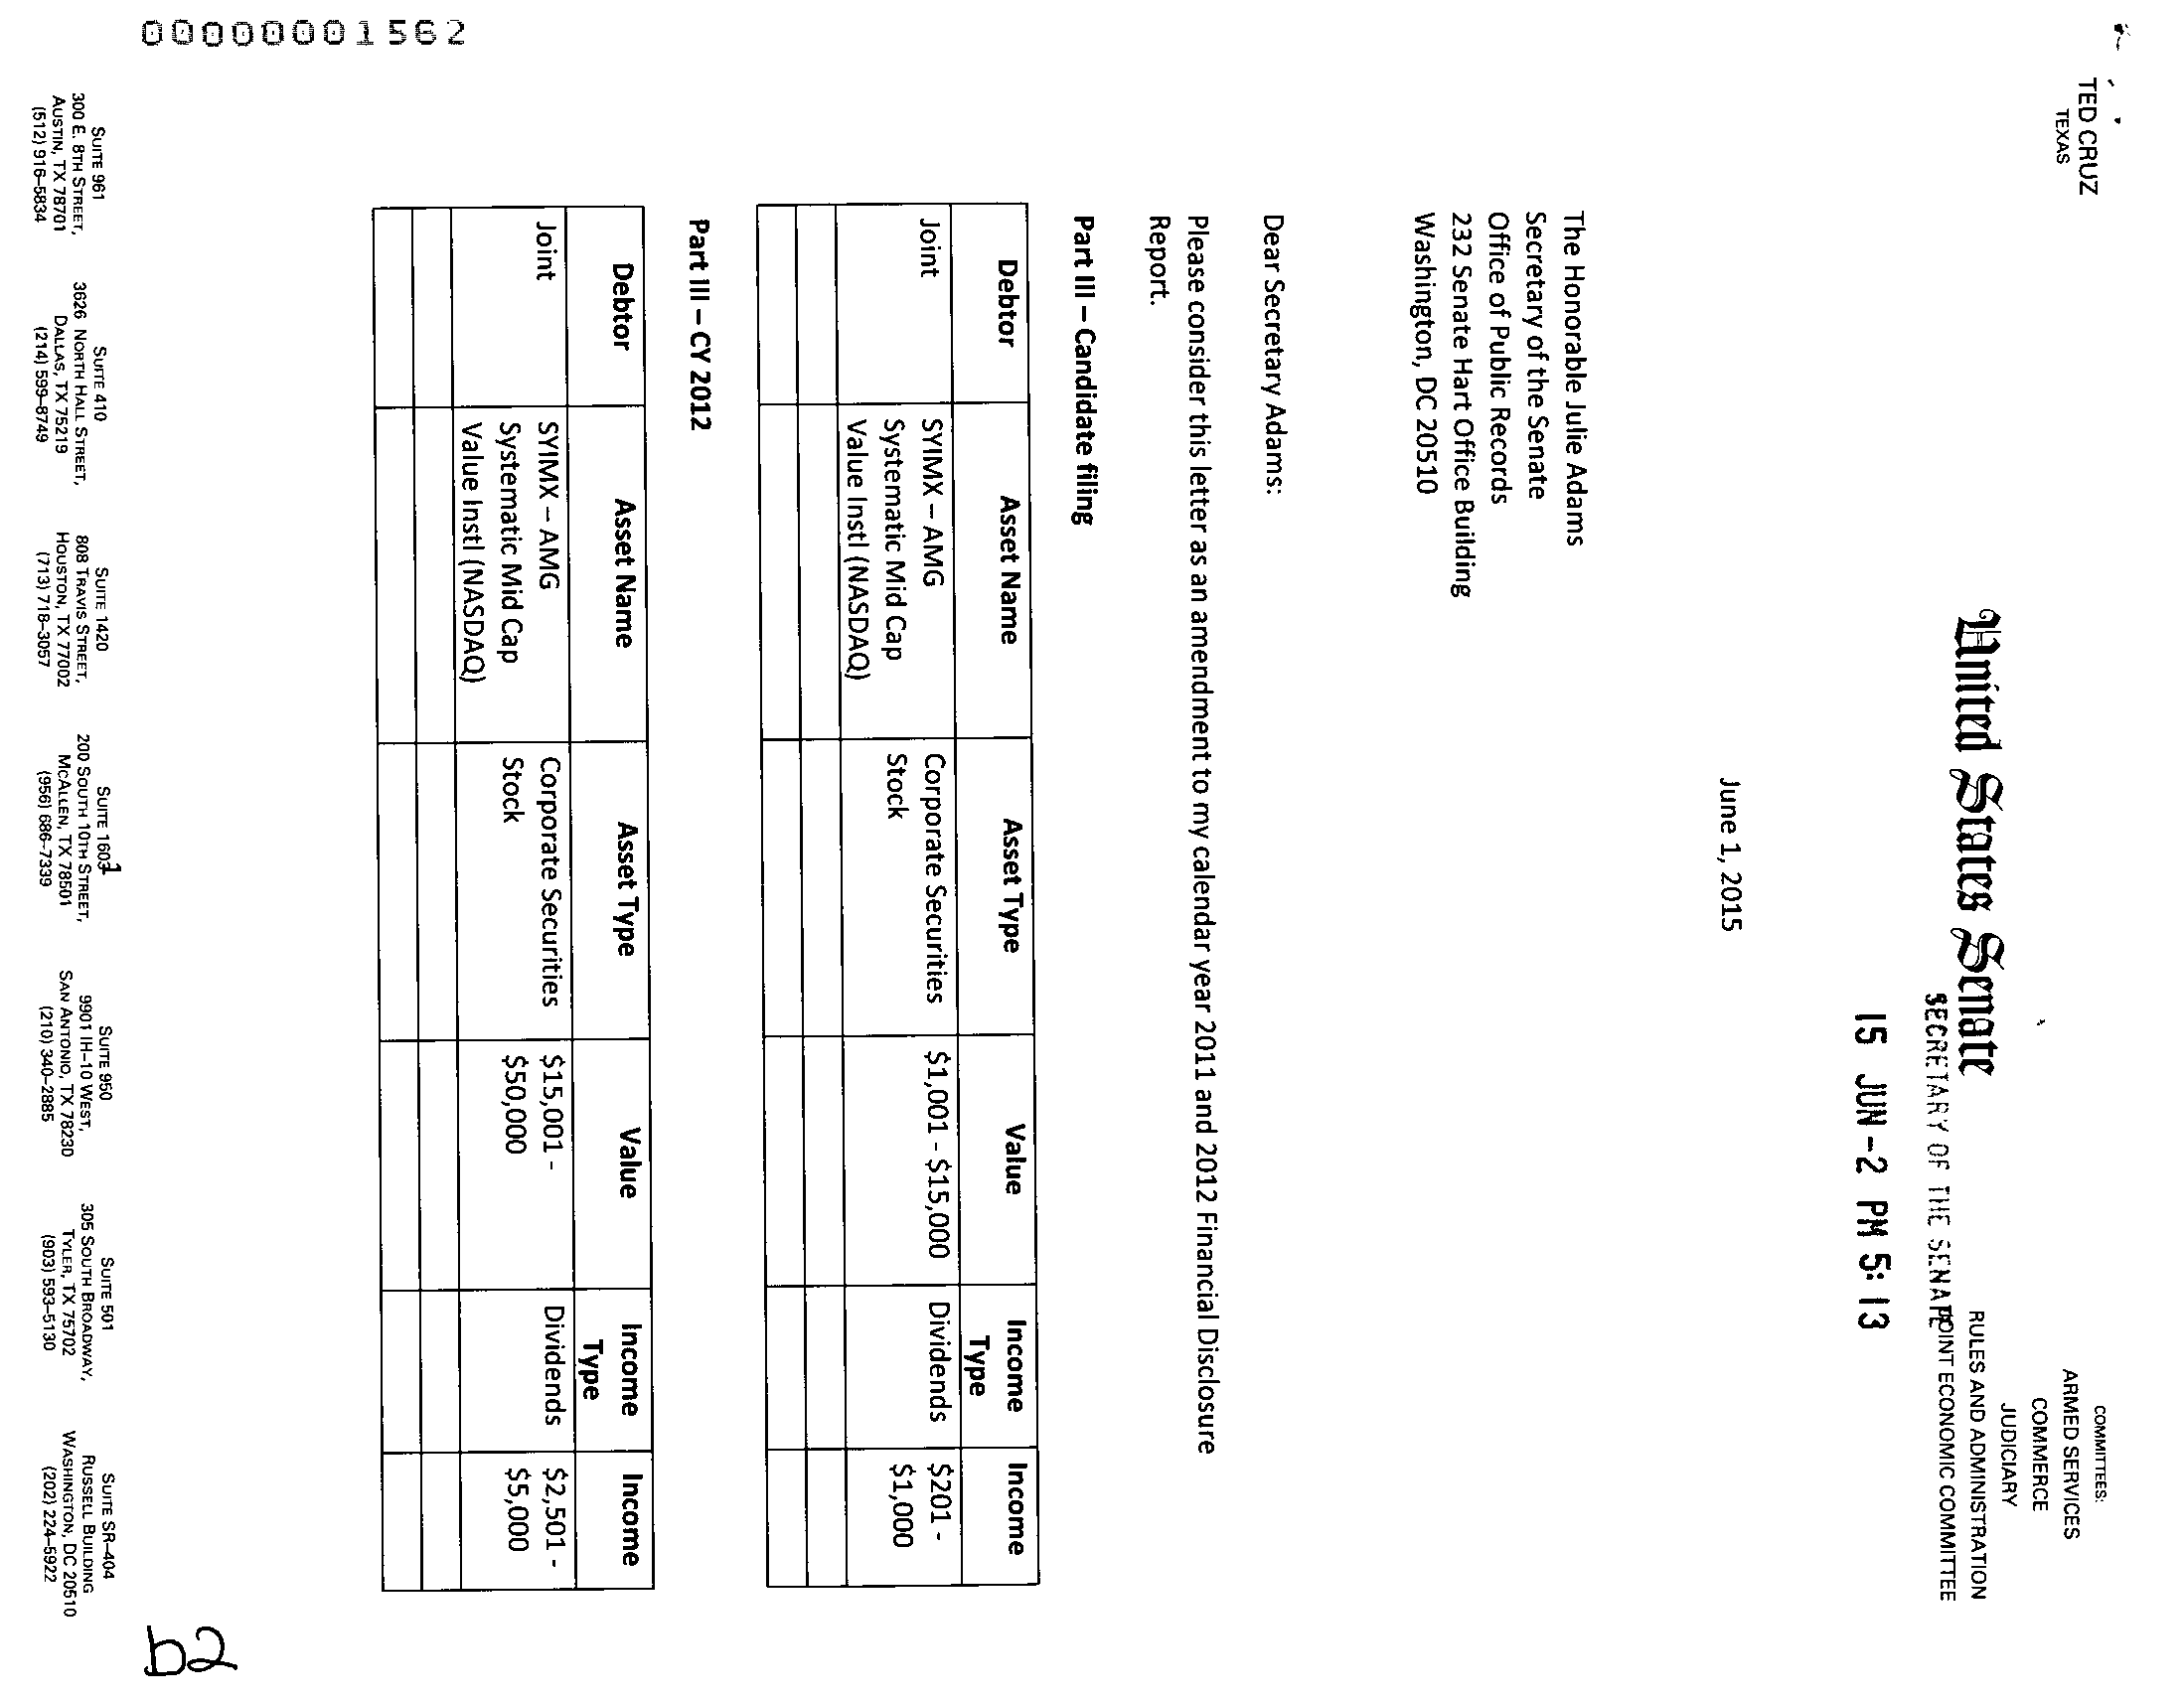 TED CRUZ
TEXAS
COMMITTEES:
ARMED SERVICES
COMMERCE
JUDICIARY
RULES AND ADMINISTRATION
JOINT ECONOMIC COMMITTEE
United States Senate
SECRETARY OF THE SENATE
15 JUN-2 PM 5:13
June 1, 2015
The Honorable Julie Adams
Secretary of the Senate
Office of Public Records
232 Senate Hart Office Building
Washington, DC 20510
Dear Secretary Adams:
Please consider this letter as an amendment to my calendar year 2011 and 2012 Financial Disclosure
Report.
Part III – Candidate filing
Debtor Asset Name Asset Type Value Income
Type Income
Joint SYIMX – AMG Corporate Securities $1,001 - $15,000 Dividends $201 -
Systematic Mid Cap Stock $1,000
Value Instl (NASDAQ)
Part III – CY 2012
Debtor Asset Name Asset Type Value Income
Type Income
Joint SYIMX – AMG Corporate Securities $15,001 - Dividends $2,501 -
Systematic Mid Cap Stock $50,000 $5,000
Value Instl (NASDAQ)
SUITE 961
300 E. 8TH STREET,
AUSTIN, TX 78701
(512) 916–5834
SUITE 410
3626 NORTH HALL STREET,
DALLAS, TX 75219
(214) 599–8749
SUITE 1420
808 TRAVIS STREET,
HOUSTON, TX 77002
(713) 718–3057
SUITE 1603
1
200 SOUTH 10TH STREET,
MCALLEN, TX 78501
(956) 686–7339
SUITE 950
9901 IH–10 WEST,
SAN ANTONIO, TX 78230
(210) 340–2885
SUITE 501
305 SOUTH BROADWAY,
TYLER, TX 75702
(903) 593–5130
SUITE SR–404
RUSSELL BUILDING
WASHINGTON, DC 20510
(202) 224–5922
00000001562
b2